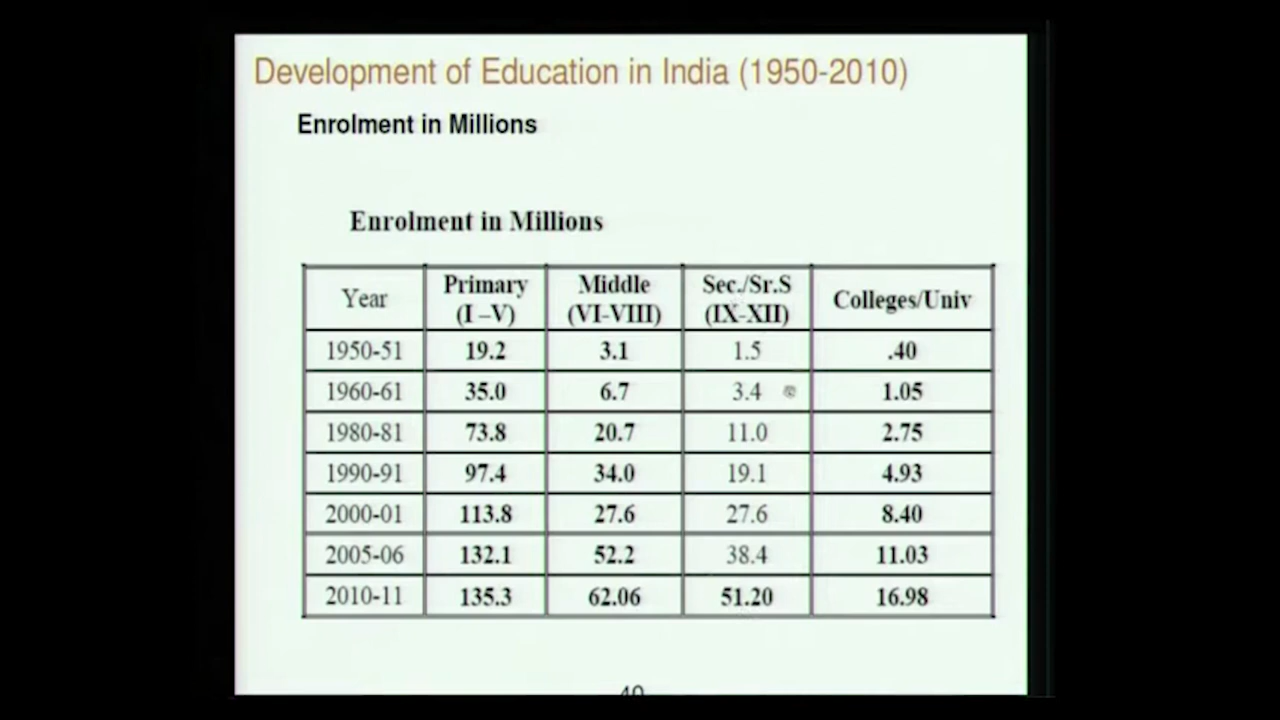 Development of Education in India (1950-2010)
Enrolment in Millions
Enrolment in Millions
Year Primary (I –V) Middle (VI-VIII) Sec./Sr.S (IX-XII) Colleges/Univ
1950-51 19.2 3.1 1.5 .40
1960-61 35.0 6.7 3.4 1.05
1980-81 73.8 20.7 11.0 2.75
1990-91 97.4 34.0 19.1 4.93
2000-01 113.8 27.6 27.6 8.40
2005-06 132.1 52.2 38.4 11.03
2010-11 135.3 62.06 51.20 16.98